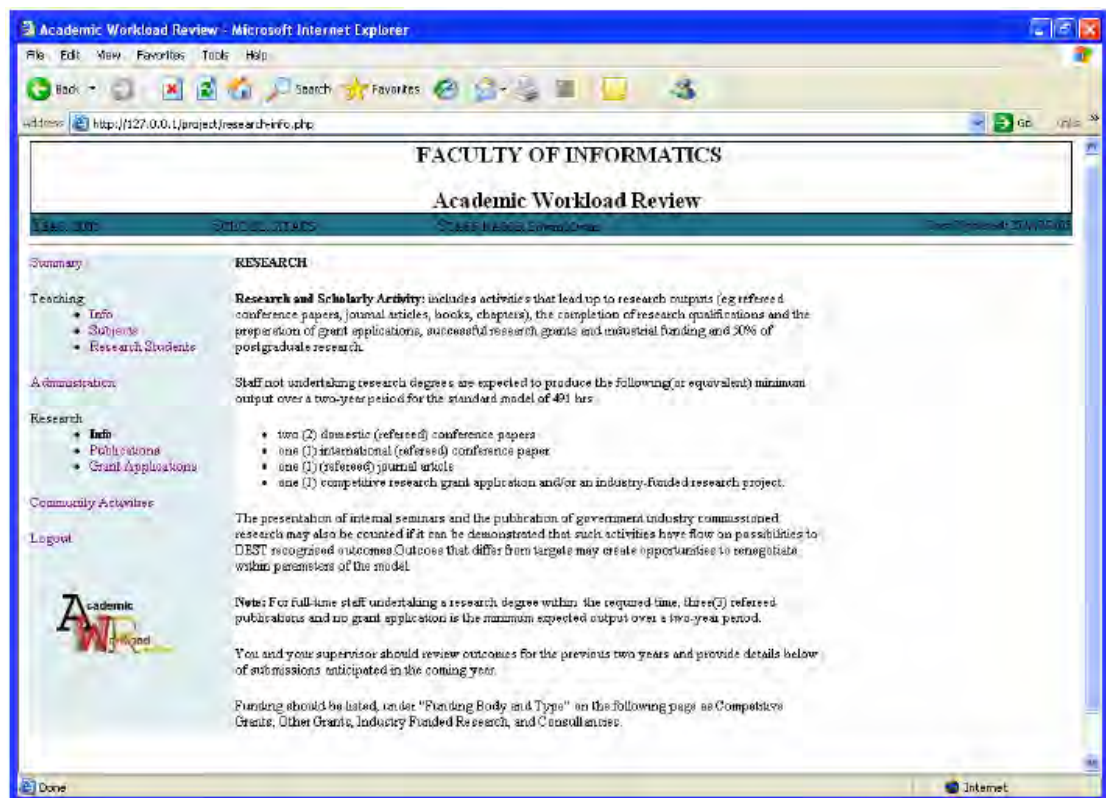 Academic Workload Review - Microsoft Internet Explorer
File Edit View Favorites Tools Help
Back Search Favorites
Address http://127.0.0.1/project/research-info.php Go Links
FACULTY OF INFORMATICS
Academic Workload Review
Summary
Teaching
Info
Subjects
Research Students
Administration
Research
Info
Publications
Grant Applications
Community Activities
Logout
Academic
RESEARCH
Research and Scholarly Activity: includes activities that lead up to research outputs (eg refereed
conference papers, journal articles, books, chapters), the completion of research qualifications and the
preparation of grant applications, successful research grants and industrial funding and 50% of
postgraduate research.
Staff not undertaking research degrees are expected to produce the following(or equivalent) minimum
output over a two-year period for the standard model of 491 hrs
two (2) domestic (refereed) conference papers
one (1) international (refereed) conference paper
one (1) (refereed) journal article
one (1) competitive research grant application and/or an industry-funded research project.
The presentation of internal seminars and the publication of government industry commissioned
research may also be counted if it can be demonstrated that such activities have flow on possibilities to
DEST recognised outcomes.Outcoes that differ from targets may create opportunities to renegotiate
within parameters of the model.
Note: For full-time staff undertaking a research degree within the required time, three(3) refereed
publications and no grant application is the minimum expected output over a two-year period.
You and your supervisor should review outcomes for the previous two years and provide details below
of submissions anticipated in the coming year.
Funding should be listed, under "Funding Body and Type" on the following page as Competitive
Grants, Other Grants, Industry Funded Research, and Consultancies.
Done Internet